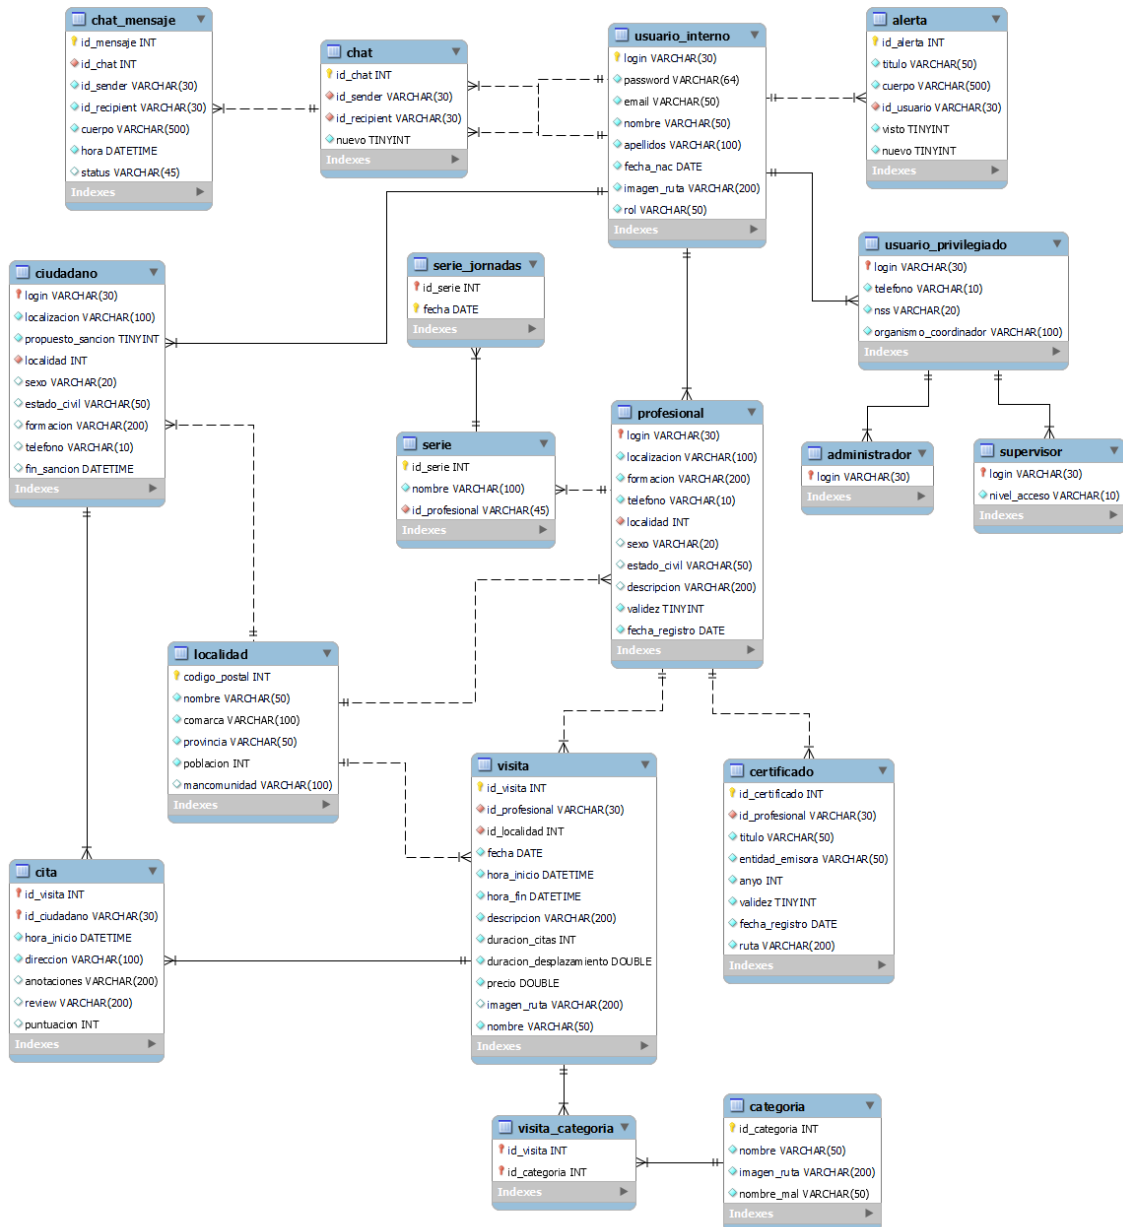 chat_mensaje
id_mensaje INT
id_chat INT
id_sender VARCHAR(30)
id_recipient VARCHAR(30)
cuerpo VARCHAR(500)
hora DATETIME
status VARCHAR(45)
Indexes
chat
id_chat INT
id_sender VARCHAR(30)
id_recipient VARCHAR(30)
nuevo TINYINT
Indexes
usuario_interno
login VARCHAR(30)
password VARCHAR(64)
email VARCHAR(50)
nombre VARCHAR(50)
apellidos VARCHAR(100)
fecha_nac DATE
imagen_ruta VARCHAR(200)
rol VARCHAR(50)
Indexes
alerta
id_alerta INT
titulo VARCHAR(50)
cuerpo VARCHAR(500)
id_usuario VARCHAR(30)
visto TINYINT
nuevo TINYINT
Indexes
ciudadano
login VARCHAR(30)
localizacion VARCHAR(100)
propuesto_sancion TINYINT
localidad INT
sexo VARCHAR(20)
estado_civil VARCHAR(50)
formacion VARCHAR(200)
telefono VARCHAR(10)
fin_sancion DATETIME
Indexes
serie_jornadas
id_serie INT
fecha DATE
Indexes
usuario_privilegiado
login VARCHAR(30)
telefono VARCHAR(10)
nss VARCHAR(20)
organismo_coordinador VARCHAR(100)
Indexes
serie
id_serie INT
nombre VARCHAR(100)
id_profesional VARCHAR(45)
Indexes
profesional
login VARCHAR(30)
localizacion VARCHAR(100)
formacion VARCHAR(200)
telefono VARCHAR(10)
localidad INT
sexo VARCHAR(20)
estado_civil VARCHAR(50)
descripcion VARCHAR(200)
validez TINYINT
fecha_registro DATE
Indexes
administrador
login VARCHAR(30)
Indexes
supervisor
login VARCHAR(30)
nivel_acceso VARCHAR(10)
Indexes
localidad
codigo_postal INT
nombre VARCHAR(50)
comarca VARCHAR(100)
provincia VARCHAR(50)
poblacion INT
mancomunidad VARCHAR(100)
Indexes
visita
id_visita INT
id_profesional VARCHAR(30)
id_localidad INT
fecha DATE
hora_inicio DATETIME
hora_fin DATETIME
descripcion VARCHAR(200)
duracion_citas INT
duracion_desplazamiento DOUBLE
precio DOUBLE
imagen_ruta VARCHAR(200)
nombre VARCHAR(50)
Indexes
certificado
id_certificado INT
id_profesional VARCHAR(30)
titulo VARCHAR(50)
entidad_emisora VARCHAR(50)
anyo INT
validez TINYINT
fecha_registro DATE
ruta VARCHAR(200)
Indexes
cita
id_visita INT
id_ciudadano VARCHAR(30)
hora_inicio DATETIME
direccion VARCHAR(100)
anotaciones VARCHAR(200)
review VARCHAR(200)
puntuacion INT
Indexes
visita_categoria
id_visita INT
id_categoria INT
Indexes
categoria
id_categoria INT
nombre VARCHAR(50)
imagen_ruta VARCHAR(200)
nombre_mal VARCHAR(50)
Indexes